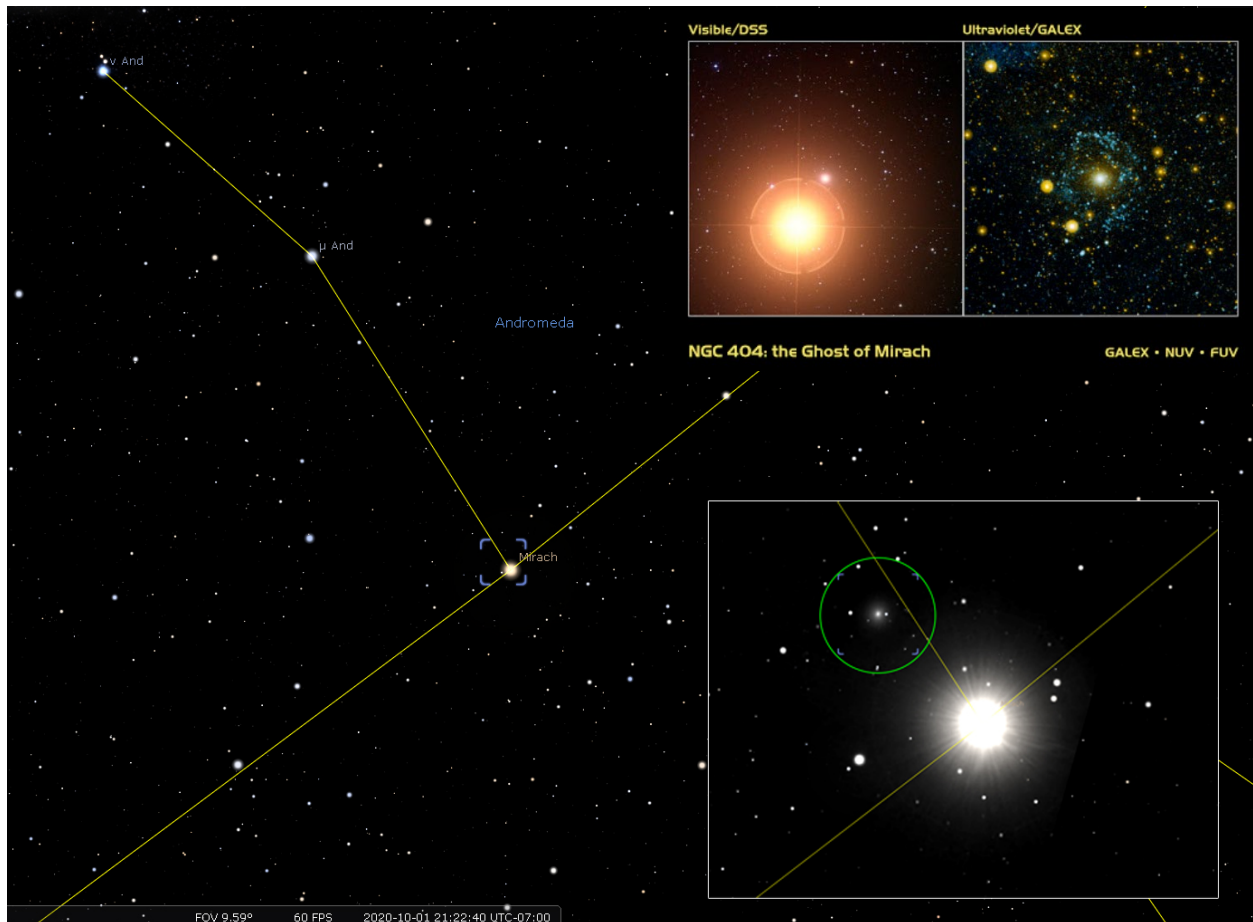 Visible/DSS
Ultraviolet/GALEX
ν And
μ And
Andromeda
NGC 404: the Ghost of Mirach
GALEX • NUV • FUV
Mirach
FOV 9.59°
60 FPS
2020-10-01 21:22:40 UTC-07:00